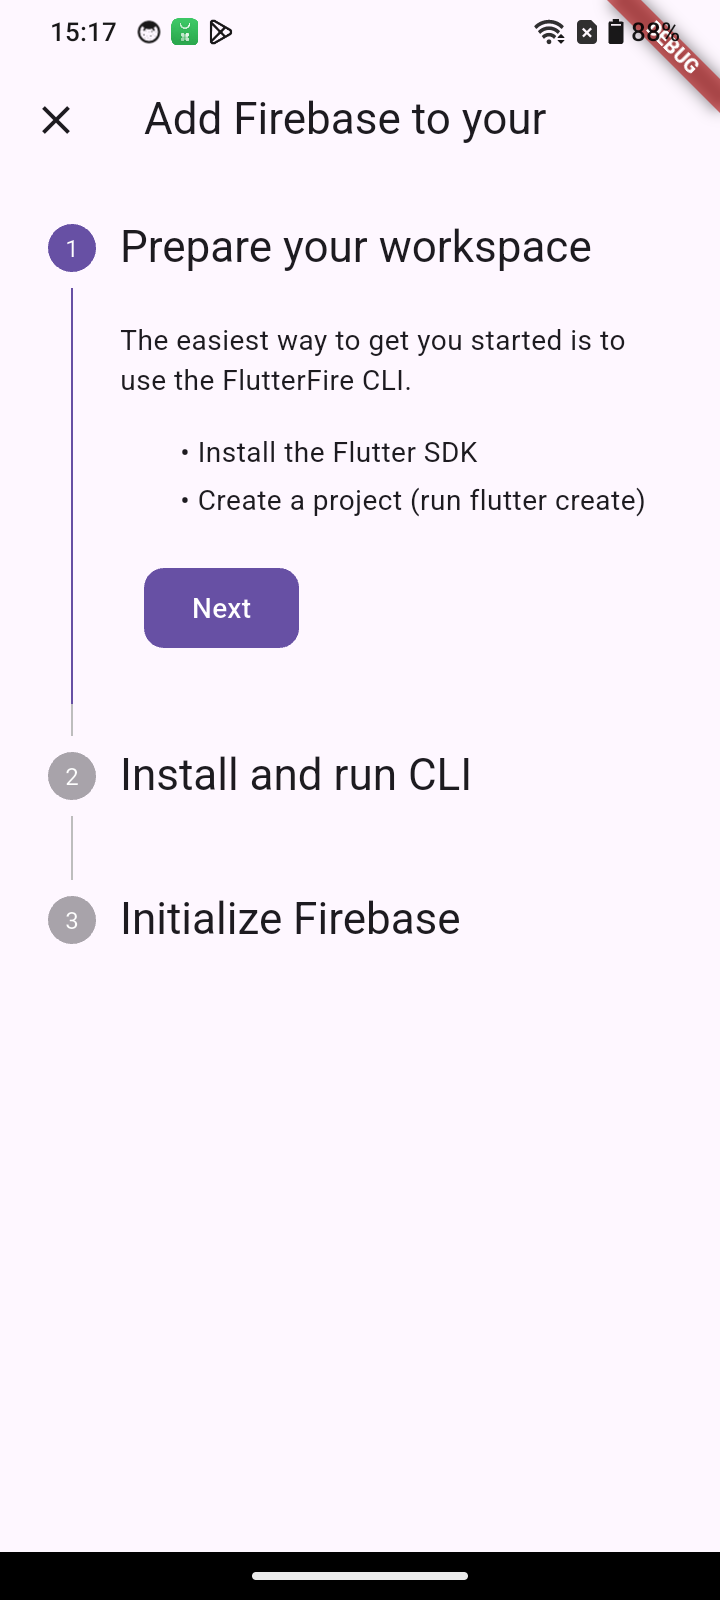 15:17
88%
DEBUG
Add Firebase to your
1 Prepare your workspace
The easiest way to get you started is to
use the FlutterFire CLI.
• Install the Flutter SDK
• Create a project (run flutter create)
Next
2 Install and run CLI
3 Initialize Firebase